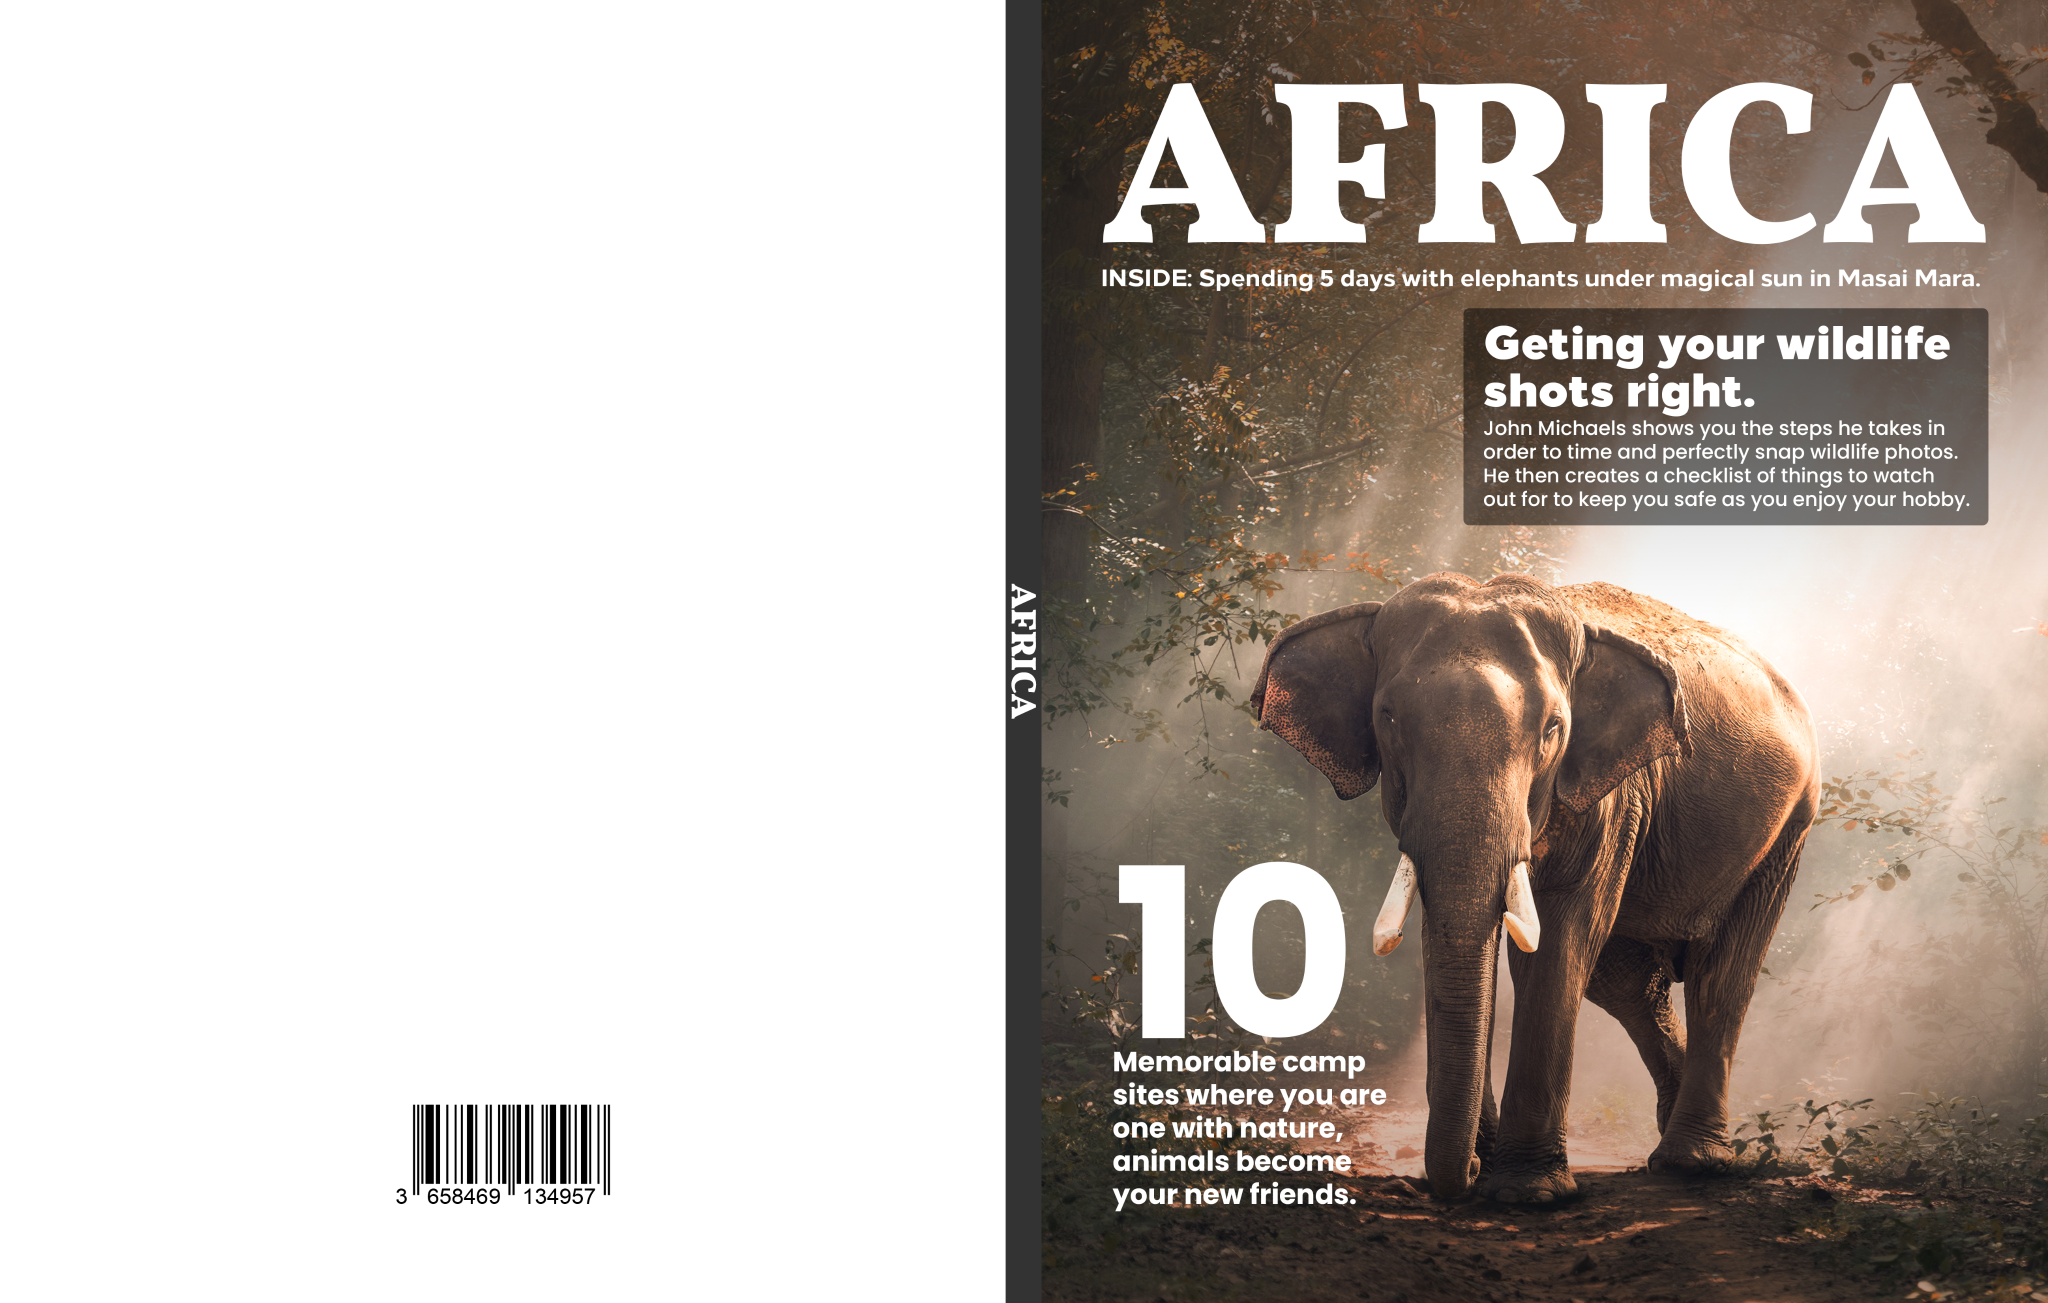 AFRICA
INSIDE: Spending 5 days with elephants under magical sun in Masai Mara.
Geting your wildlife
shots right.
John Michaels shows you the steps he takes in
order to time and perfectly snap wildlife photos.
He then creates a checklist of things to watch
out for to keep you safe as you enjoy your hobby.
AFRICA
10
Memorable camp
sites where you are
one with nature,
animals become
your new friends.
3 658469 134957